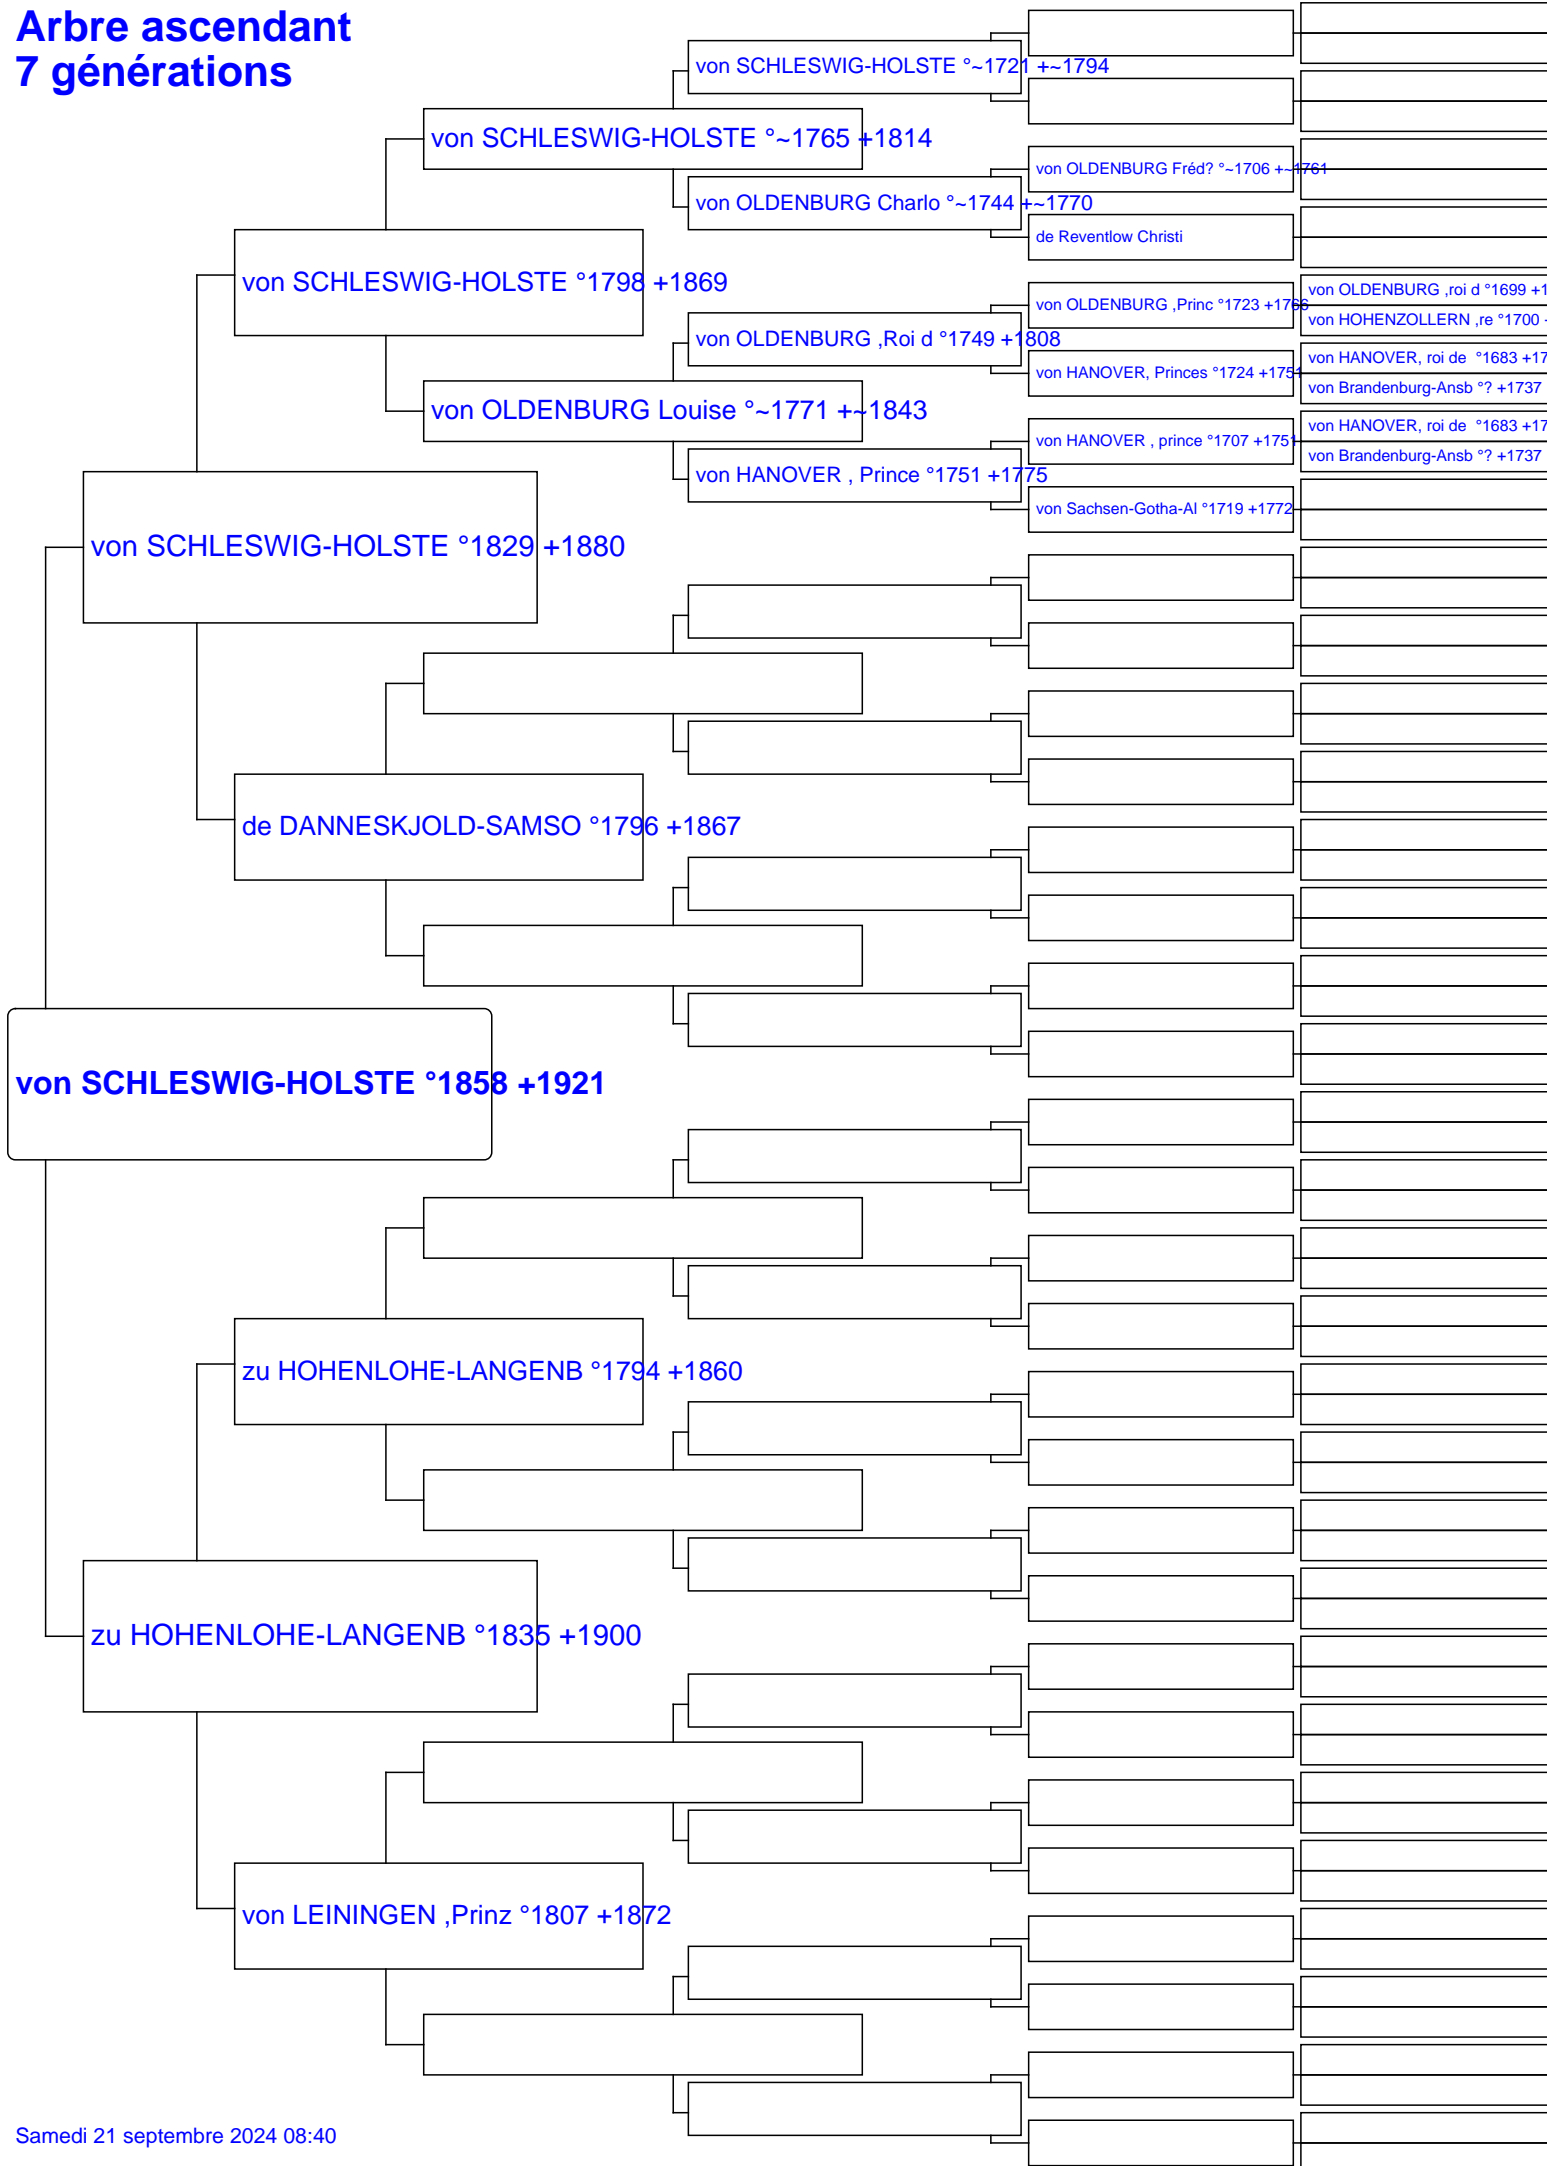 Arbre ascendant
7 générations
von SCHLESWIG-HOLSTE °~1721 +~1794
von SCHLESWIG-HOLSTE °~1765 +1814
von OLDENBURG Fréd? °~1706 +~1761
von OLDENBURG Charlo °~1744 +~1770
de Reventlow Christi
von SCHLESWIG-HOLSTE °1798 +1869
von OLDENBURG ,roi d °1699 +1
von OLDENBURG ,Princ °1723 +1766
von HOHENZOLLERN ,re °1700
von OLDENBURG ,Roi d °1749 +1808
von HANOVER, roi de  °1683 +17
von HANOVER, Princes °1724 +1751
von Brandenburg-Ansb °? +1737
von OLDENBURG Louise °~1771 +~1843
von HANOVER, roi de  °1683 +17
von HANOVER , prince °1707 +1751
von Brandenburg-Ansb °? +1737
von HANOVER , Prince °1751 +1775
von Sachsen-Gotha-Al °1719 +1772
von SCHLESWIG-HOLSTE °1829 +1880
de DANNESKJOLD-SAMSO °1796 +1867
von SCHLESWIG-HOLSTE °1858 +1921
zu HOHENLOHE-LANGENB °1794 +1860
zu HOHENLOHE-LANGENB °1835 +1900
von LEININGEN ,Prinz °1807 +1872
Samedi 21 septembre 2024 08:40